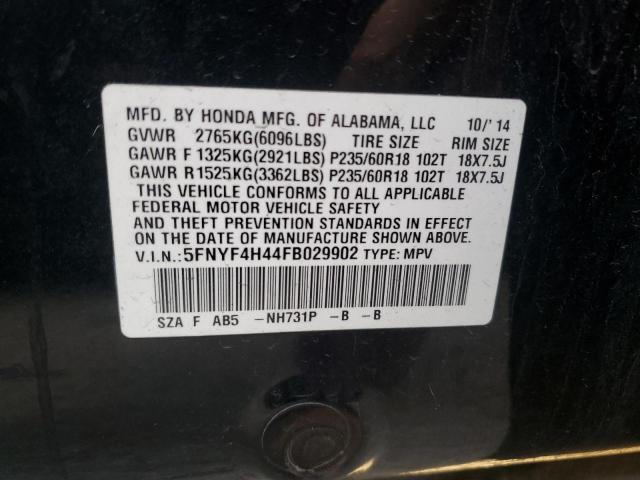 MFD. BY HONDA MFG. OF ALABAMA, LLC 10/'14
GVWR 2765KG(6096LBS) TIRE SIZE RIM SIZE
GAWR F 1325KG(2921LBS) P235/60R18 102T 18X7.5J
GAWR R 1525KG(3362LBS) P235/60R18 102T 18X7.5J
THIS VEHICLE CONFORMS TO ALL APPLICABLE
FEDERAL MOTOR VEHICLE SAFETY
AND THEFT PREVENTION STANDARDS IN EFFECT
ON THE DATE OF MANUFACTURE SHOWN ABOVE.
V.I.N.:5FNYF4H44FB029902 TYPE: MPV
SZA F AB5 -NH731P -B -B